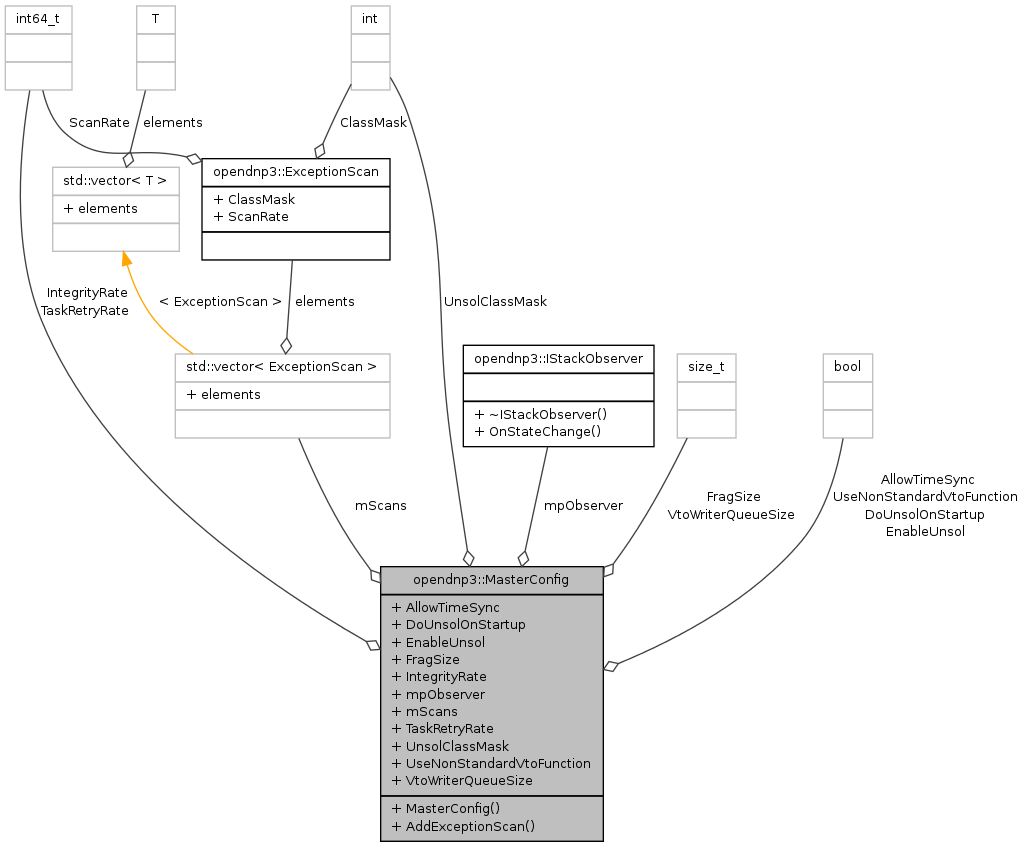 int64_t
T
int
ScanRate
elements
ClassMask
std::vector< T >
+ elements
opendnp3::ExceptionScan
+ ClassMask
+ ScanRate
IntegrityRate
TaskRetryRate
< ExceptionScan >
elements
UnsolClassMask
std::vector< ExceptionScan >
+ elements
opendnp3::IStackObserver
+ ~IStackObserver()
+ OnStateChange()
size_t
bool
mScans
mpObserver
FragSize
VtoWriterQueueSize
AllowTimeSync
UseNonStandardVtoFunction
DoUnsolOnStartup
EnableUnsol
opendnp3::MasterConfig
+ AllowTimeSync
+ DoUnsolOnStartup
+ EnableUnsol
+ FragSize
+ IntegrityRate
+ mpObserver
+ mScans
+ TaskRetryRate
+ UnsolClassMask
+ UseNonStandardVtoFunction
+ VtoWriterQueueSize
+ MasterConfig()
+ AddExceptionScan()